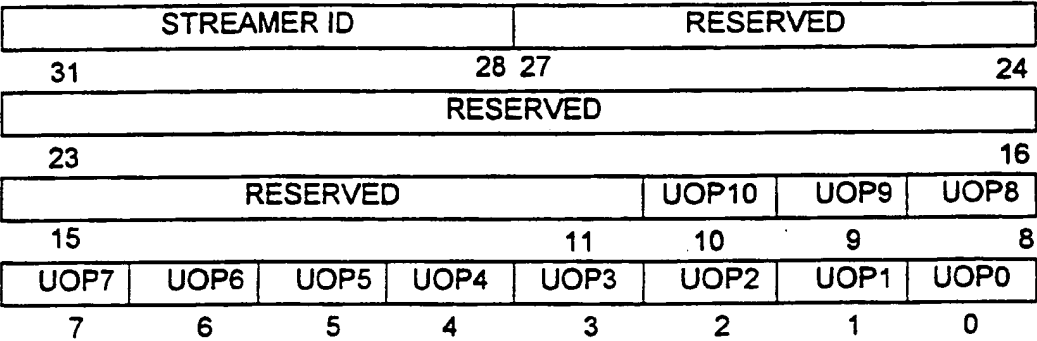 STREAMER ID RESERVED
31 28 27 24
RESERVED
23 16
RESERVED UOP10 UOP9 UOP8
15 11 10 9 8
UOP7 UOP6 UOP5 UOP4 UOP3 UOP2 UOP1 UOP0
7 6 5 4 3 2 1 0